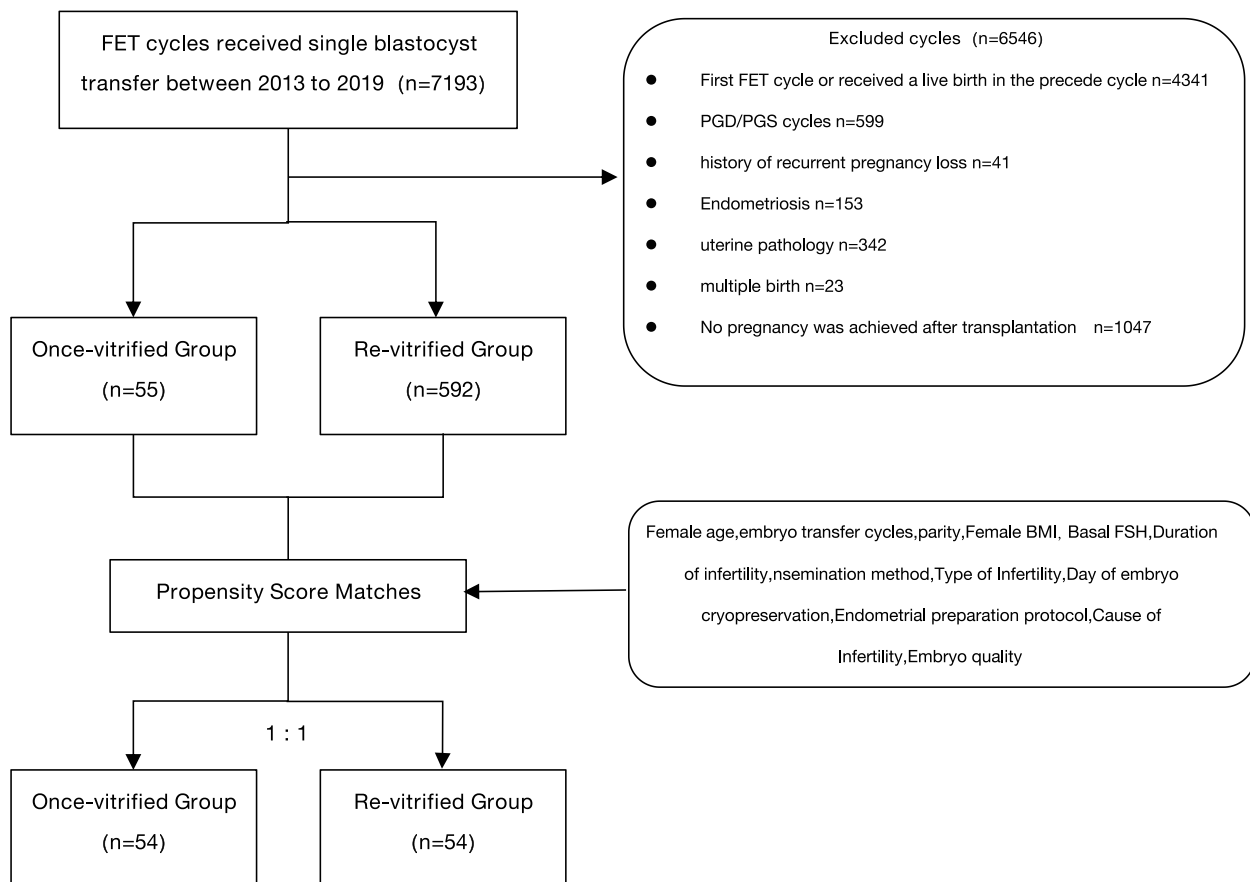 FET cycles received single blastocyst
transfer between 2013 to 2019 (n=7193)
Excluded cycles (n=6546)
● First FET cycle or received a live birth in the precede cycle n=4341
● PGD/PGS cycles n=599
● history of recurrent pregnancy loss n=41
● Endometriosis n=153
● uterine pathology n=342
● multiple birth n=23
● No pregnancy was achieved after transplantation n=1047
Once-vitrified Group
(n=55)
Re-vitrified Group
(n=592)
Propensity Score Matches
Female age,embryo transfer cycles,parity,Female BMI, Basal FSH,Duration
of infertility,nsemination method,Type of Infertility,Day of embryo
cryopreservation,Endometrial preparation protocol,Cause of
Infertility,Embryo quality
1 : 1
Once-vitrified Group
(n=54)
Re-vitrified Group
(n=54)